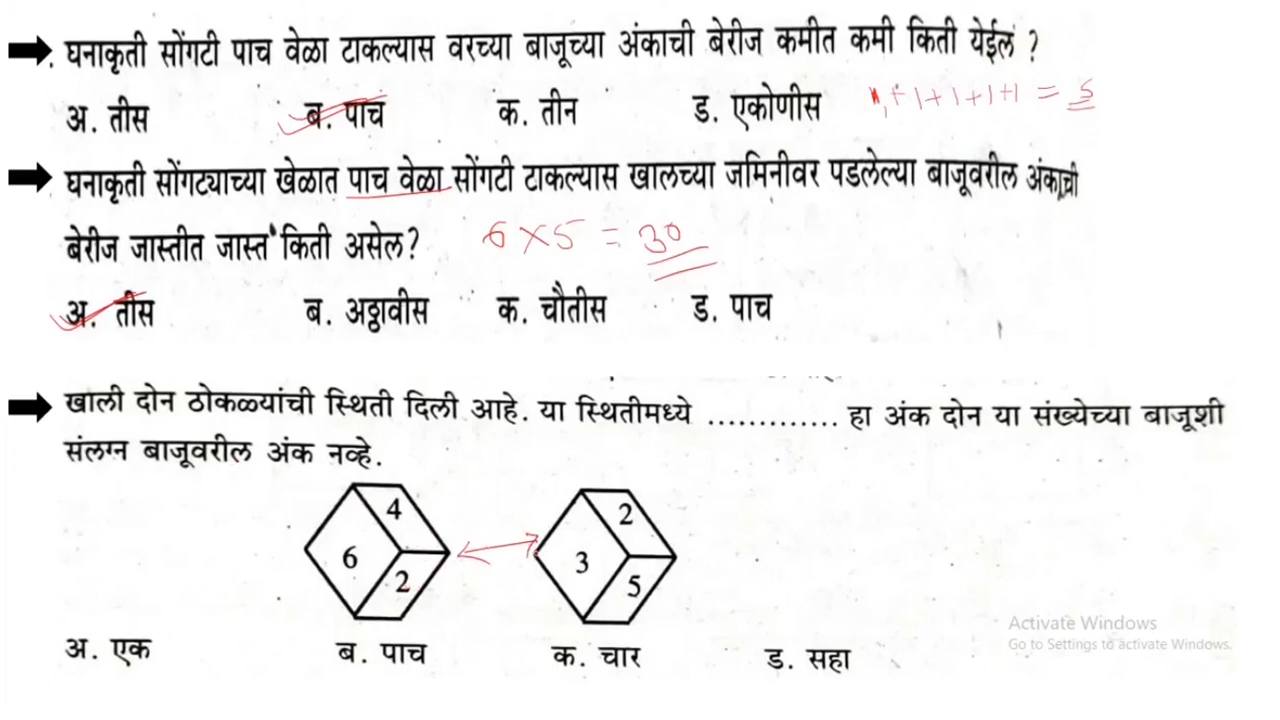 घनाकृती सोंगटी पाच वेळा टाकल्यास वरच्या बाजूच्या अंकाची बेरीज कमीत कमी किती येईल ?
अ. तीस ब. पाच क. तीन ड. एकोणीस 1+1+1+1+1 = 5
घनाकृती सोंगट्याच्या खेळात पाच वेळा सोंगटी टाकल्यास खालच्या जमिनीवर पडलेल्या बाजूवरील अंकाची
बेरीज जास्तीत जास्त किती असेल? 6 × 5 = 30
अ. तीस ब. अठ्ठावीस क. चौतीस ड. पाच
खाली दोन ठोकळ्यांची स्थिती दिली आहे. या स्थितीमध्ये ............. हा अंक दोन या संख्येच्या बाजूशी
संलग्न बाजूवरील अंक नव्हे.
4 2
6 3
2 5
अ. एक ब. पाच क. चार ड. सहा
Activate Windows
Go to Settings to activate Windows.